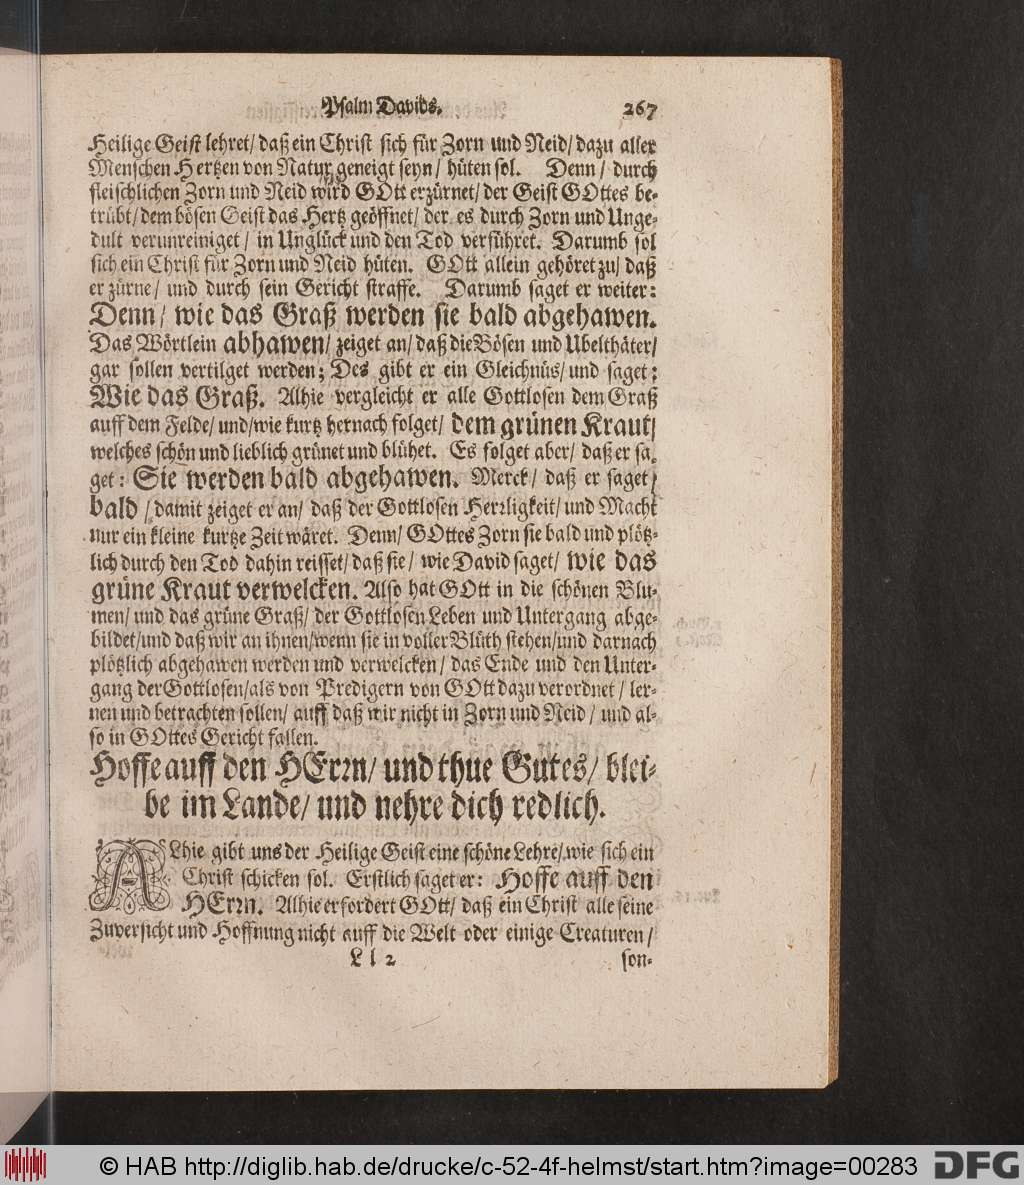 Psalm Davids. 267
Heilige Geist lehret/ daß ein Christ sich für Zorn und Neid/ dazu aller
Menschen Hertzen von Natur geneigt seyn/ hüten sol. Denn/ durch
fleischlichen Zorn und Neid wird GOtt erzürnet/ der Geist GOttes be-
trübt/ dem bösen Geist das Hertz geöffnet/ der es durch Zorn und Unge-
dult verunreiniget/ in Unglück und den Tod verführet. Darumb sol
sich ein Christ für Zorn und Neid hüten. GOtt allein gehöret zu/ daß
er zürne/ und durch sein Gericht straffe. Darumb saget er weiter:
Denn/ wie das Graß werden sie bald abgehawen.
Das Wörtlein abhawen/ zeiget an/ daß die Bösen und Ubelthäter/
gar sollen vertilget werden; Des gibt er ein Gleichnüs/ und saget:
Wie das Graß. Alhie vergleicht er alle Gottlosen dem Graß
auff dem Felde/ und/wie kurtz hernach folget/ dem grünen Kraut/
welches schön und lieblich grünet und blühet. Es folget aber/ daß er sa-
get: Sie werden bald abgehawen. Merck/ daß er saget/
bald/ damit zeiget er an/ daß der Gottlosen Herrligkeit/ und Macht
nur ein kleine kurtze Zeit wäret. Denn/ GOttes Zorn sie bald und plötz-
lich durch den Tod dahin reisset/ daß sie/ wie David saget/ wie das
grüne Kraut verwelcken. Also hat GOtt in die schönen Blu-
men/ und das grüne Graß/ der Gottlosen Leben und Untergang abge-
bildet/und daß wir an ihnen/wenn sie in voller Blüth stehen/und darnach
plötzlich abgehawen werden und verwelcken/ das Ende und den Unter-
gang der Gottlosen/als von Predigern von GOtt dazu verordnet/ ler-
nen und betrachten sollen/ auff daß wir nicht in Zorn und Neid/ und al-
so in GOttes Gericht fallen.
Hoffe auff den HErrn/ und thue Gutes/ blei-
be im Lande/ und nehre dich redlich.
ALhie gibt uns der Heilige Geist eine schöne Lehre/wie sich ein
Christ schicken sol. Erstlich saget er: Hoffe auff den
HErrn. Alhie erfordert GOtt/ daß ein Christ alle seine
Zuversicht und Hoffnung nicht auff die Welt oder einige Creaturen/
Ll 2 son-
© HAB http://diglib.hab.de/drucke/c-52-4f-helmst/start.htm?image=00283 DFG